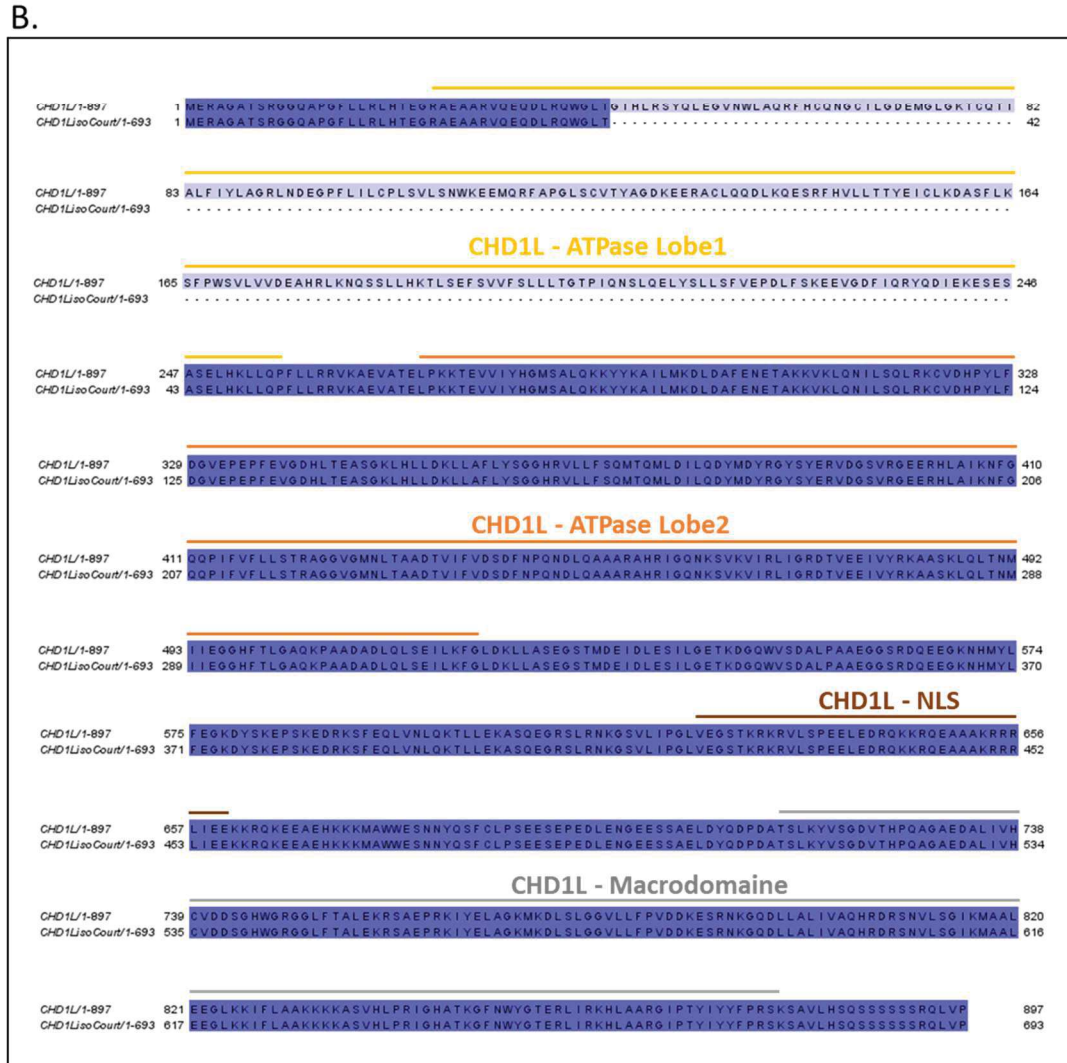 B.
CHD1L/1-897 1 MERAGATSRGGQAPGFLLRLHTEGRAEAARVQEQDLRQWGLTGIHLRSYQLEGVNWLAQRFHCQNGCILGDEMGLGKTCQTI 82
CHD1LisoCourt/1-693 1 MERAGATSRGGQAPGFLLRLHTEGRAEAARVQEQDLRQWGLT---------------------------------------- 42
CHD1L/1-897 83 ALFIYLAGRLNDEGPFLILCPLSVLSNWKEEMQRFAPGLSCVTYAGDKEERACLQQDLKQESRFHVLLTTYEICLKDASFLK 164
CHD1LisoCourt/1-693 ----------------------------------------------------------------------------------
CHD1L - ATPase Lobe1
CHD1L/1-897 165 SFPWSVLVVDEAHRLKNQSSLLHKTLSEFSVVFSLLLTGTPIQNSLQELYSLLSFVEPDLFSKEEVGDFIQRYQDIEKESES 246
CHD1LisoCourt/1-693 ----------------------------------------------------------------------------------
CHD1L/1-897 247 ASELHKLLQPFLLRRVKAEVATELPKKTEVVIYHGMSALQKKYYKAILMKDLDAFENETAKKVKLQNILSQLRKCVDHPYLF 328
CHD1LisoCourt/1-693 43 ASELHKLLQPFLLRRVKAEVATELPKKTEVVIYHGMSALQKKYYKAILMKDLDAFENETAKKVKLQNILSQLRKCVDHPYLF 124
CHD1L/1-897 329 DGVEPEPFEVGDHLTEASGKLHLLDKLLAFLYSGGHRVLLFSQMTQMLDILQDYMDYRGYSYERVDGSVRGEERHLAIKNFG 410
CHD1LisoCourt/1-693 125 DGVEPEPFEVGDHLTEASGKLHLLDKLLAFLYSGGHRVLLFSQMTQMLDILQDYMDYRGYSYERVDGSVRGEERHLAIKNFG 206
CHD1L - ATPase Lobe2
CHD1L/1-897 411 QQPIFVFLLSTRAGGVGMNLTAADTVIFVDSDFNPQNDLQAAARAHRIGQNKSVKVIRLIGRDTVEEIVYRKAASKLQLTNM 492
CHD1LisoCourt/1-693 207 QQPIFVFLLSTRAGGVGMNLTAADTVIFVDSDFNPQNDLQAAARAHRIGQNKSVKVIRLIGRDTVEEIVYRKAASKLQLTNM 288
CHD1L/1-897 493 IIEGGHFTLGAQKPAADADLQLSEILKFGLDKLLASEGSTMDEIDLESILGETKDGQWVSDALPAAEGGSRDQEEGKNHMYL 574
CHD1LisoCourt/1-693 289 IIEGGHFTLGAQKPAADADLQLSEILKFGLDKLLASEGSTMDEIDLESILGETKDGQWVSDALPAAEGGSRDQEEGKNHMYL 370
CHD1L - NLS
CHD1L/1-897 575 FEGKDYSKEPSKEDRKSFEQLVNLQKTLLEKASQEGRSLRNKGSVLIPGLVEGSTKRKRVLSPEELEDRQKKRQEAAAKRRR 656
CHD1LisoCourt/1-693 371 FEGKDYSKEPSKEDRKSFEQLVNLQKTLLEKASQEGRSLRNKGSVLIPGLVEGSTKRKRVLSPEELEDRQKKRQEAAAKRRR 452
CHD1L/1-897 657 LIEEKKRQKEEAEHKKKMAWWESNNYQSFCLPSEESEPEDLENGEESSAELDYQDPDATSLKYVSGDVTHPQAGAEDALIVH 738
CHD1LisoCourt/1-693 453 LIEEKKRQKEEAEHKKKMAWWESNNYQSFCLPSEESEPEDLENGEESSAELDYQDPDATSLKYVSGDVTHPQAGAEDALIVH 534
CHD1L - Macrodomaine
CHD1L/1-897 739 CVDDSGHWGRGGLFTALEKRSAEPRKIYELAGKMKDLSLGGVLLFPVDDKESRNKGQDLLALIVAQHRDRSNVLSGIKMAAL 820
CHD1LisoCourt/1-693 535 CVDDSGHWGRGGLFTALEKRSAEPRKIYELAGKMKDLSLGGVLLFPVDDKESRNKGQDLLALIVAQHRDRSNVLSGIKMAAL 616
CHD1L/1-897 821 EEGLKKIFLAAKKKKASVHLPRIGHATKGFNWYGTERLIRKHLAARGIPTYIYYFPRSKSAVLHSQSSSSSSRQLVP 897
CHD1LisoCourt/1-693 617 EEGLKKIFLAAKKKKASVHLPRIGHATKGFNWYGTERLIRKHLAARGIPTYIYYFPRSKSAVLHSQSSSSSSRQLVP 693